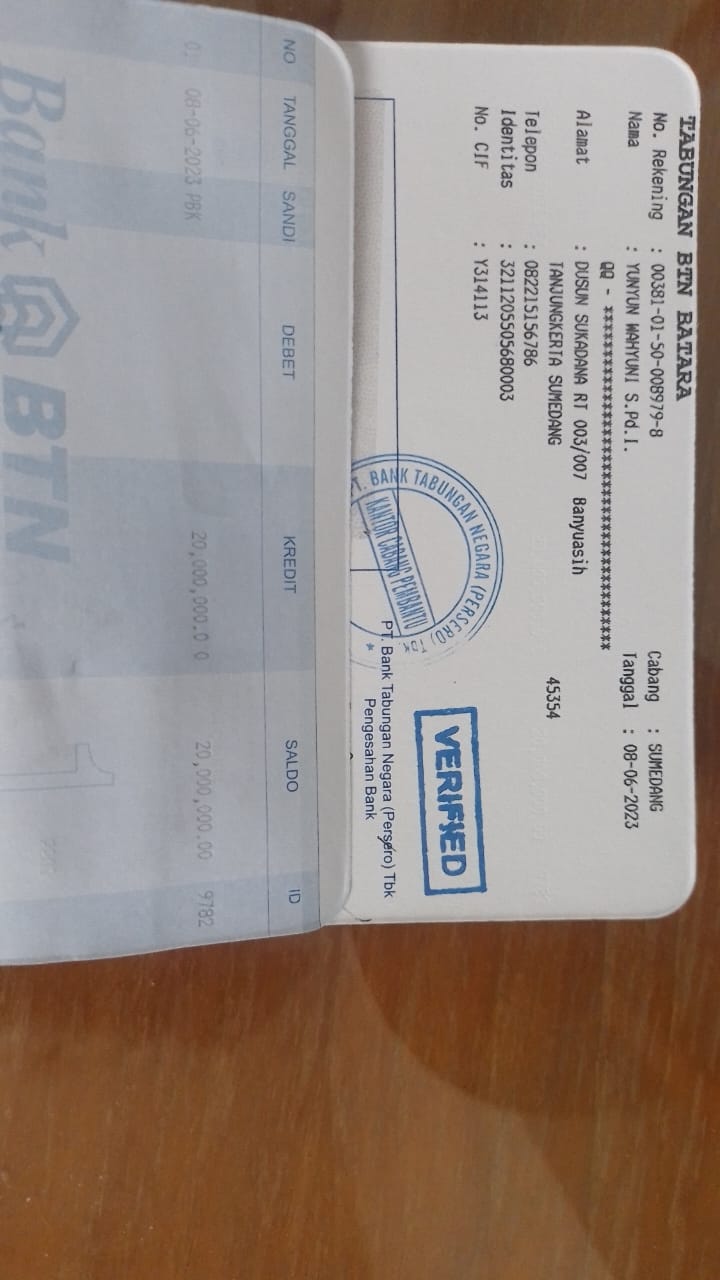 TABUNGAN BTN BATARA
No. Rekening : 00381-01-50-008979-8 Cabang : SUMEDANG
Nama : YUNYUN WAHYUNI S.Pd.I. Tanggal : 08-06-2023
QQ - ****************************************
Alamat : DUSUN SUKADANA RT 003/007 Banyuasih
TANJUNGKERTA SUMEDANG 45354
Telepon : 082215156786
Identitas : 3211205505680003
No. CIF : Y314113
VERIFIED
PT. BANK TABUNGAN NEGARA (PERSERO) TBK.
KANTOR CABANG PEMBANTU
PT. Bank Tabungan Negara (Persero) Tbk
Pengesahan Bank
NO TANGGAL SANDI DEBET KREDIT SALDO ID
08-06-2023 PBK 20,000,000.0 0 20,000,000.00 9782
Bank BTN
1